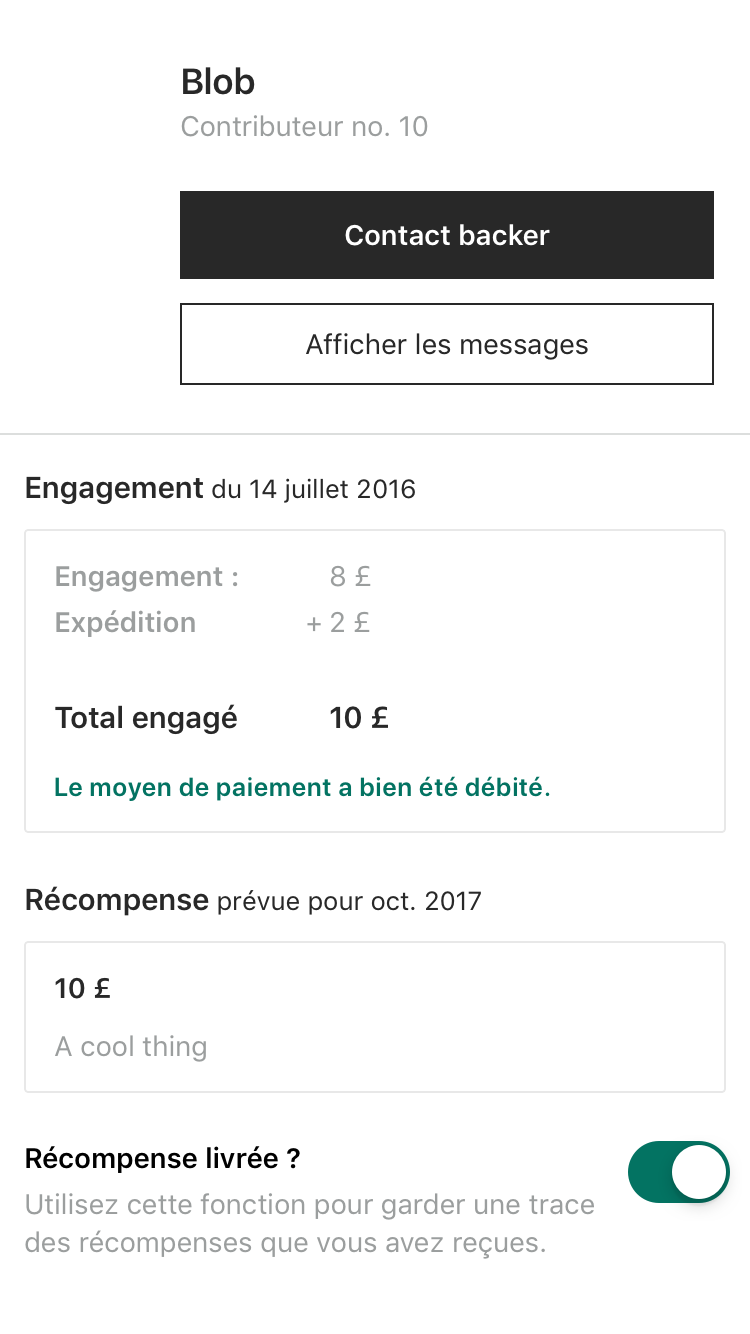 Blob
Contributeur no. 10
Contact backer
Afficher les messages
Engagement du 14 juillet 2016
Engagement : 8 £
Expédition + 2 £
Total engagé 10 £
Le moyen de paiement a bien été débité.
Récompense prévue pour oct. 2017
10 £
A cool thing
Récompense livrée ?
Utilisez cette fonction pour garder une trace
des récompenses que vous avez reçues.